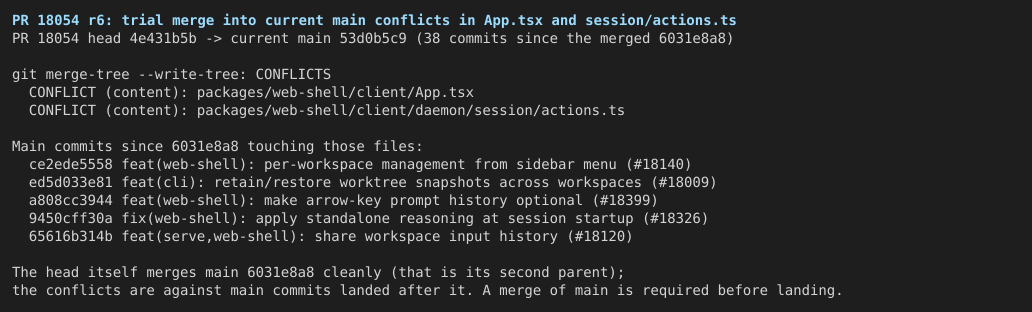 PR 18054 r6: trial merge into current main conflicts in App.tsx and session/actions.ts
PR 18054 head 4e431b5b -> current main 53d0b5c9 (38 commits since the merged 6031e8a8)
git merge-tree --write-tree: CONFLICTS
CONFLICT (content): packages/web-shell/client/App.tsx
CONFLICT (content): packages/web-shell/client/daemon/session/actions.ts
Main commits since 6031e8a8 touching those files:
ce2ede5558 feat(web-shell): per-workspace management from sidebar menu (#18140)
ed5d033e81 feat(cli): retain/restore worktree snapshots across workspaces (#18009)
a808cc3944 feat(web-shell): make arrow-key prompt history optional (#18399)
9450cff30a fix(web-shell): apply standalone reasoning at session startup (#18326)
65616b314b feat(serve,web-shell): share workspace input history (#18120)
The head itself merges main 6031e8a8 cleanly (that is its second parent);
the conflicts are against main commits landed after it. A merge of main is required before landing.